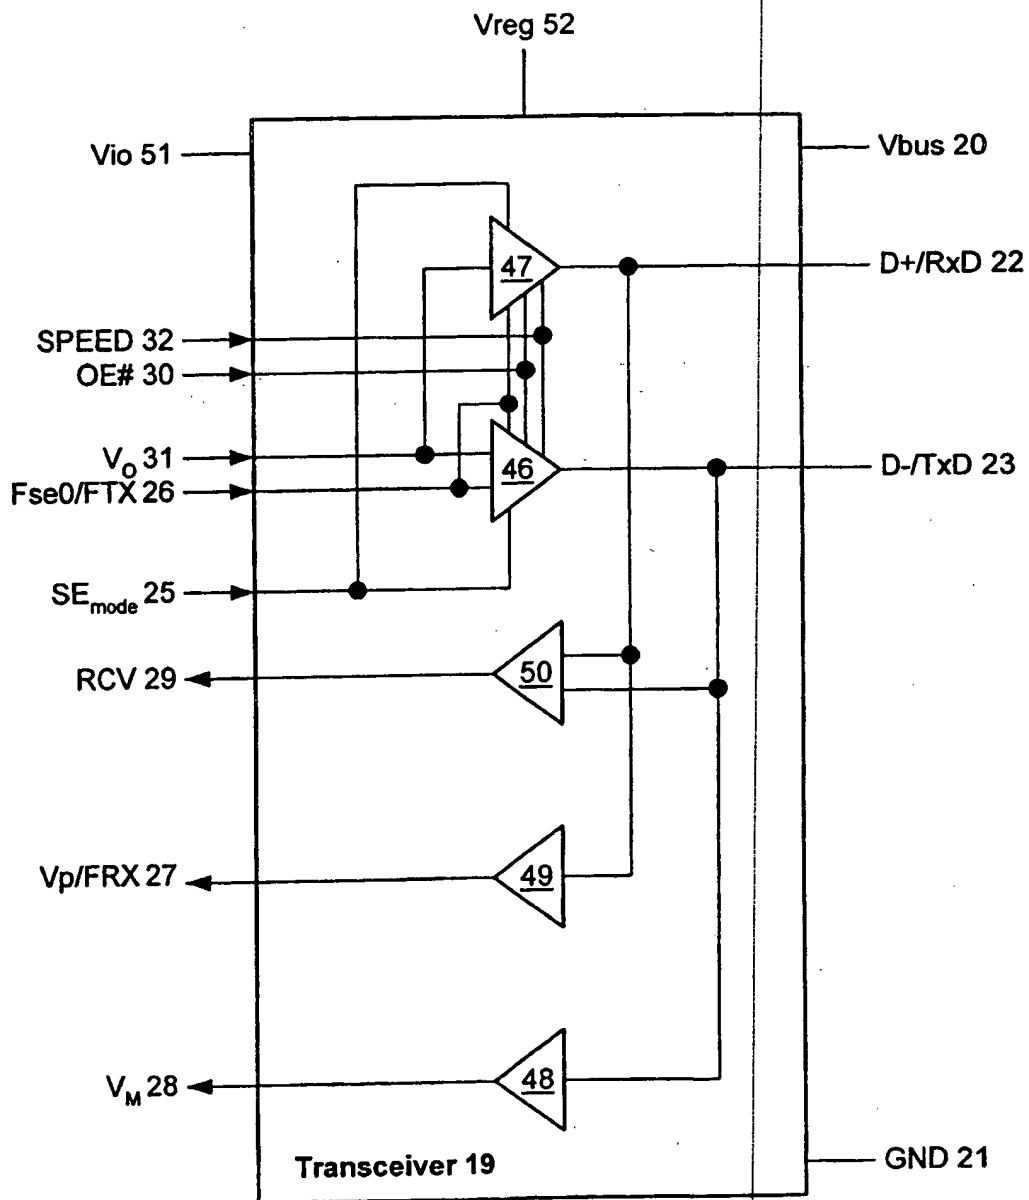 Vreg 52
Vio 51
Vbus 20
47
D+/RxD 22
SPEED 32
OE# 30
VO 31
46
D-/TxD 23
Fse0/FTX 26
SEmode 25
RCV 29
50
Vp/FRX 27
49
VM 28
48
Transceiver 19
GND 21